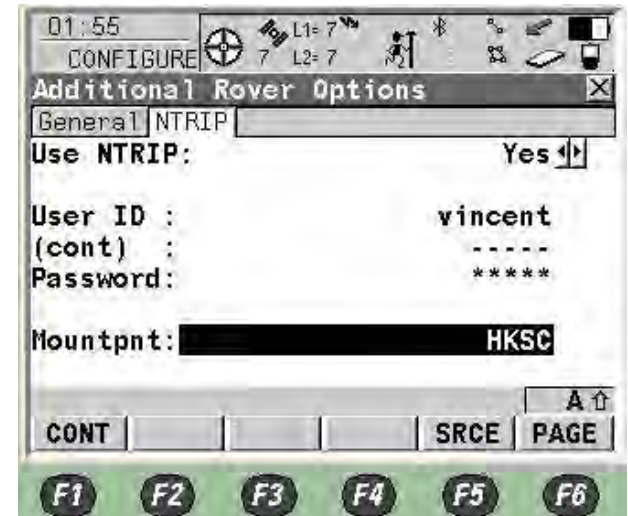 01:55 L1= 7
CONFIGURE 7 L2= 7
Additional Rover Options
General NTRIP
Use NTRIP: Yes
User ID : vincent
(cont) : -----
Password: *****
Mountpnt: HKSC
A
CONT SRCE PAGE
F1 F2 F3 F4 F5 F6